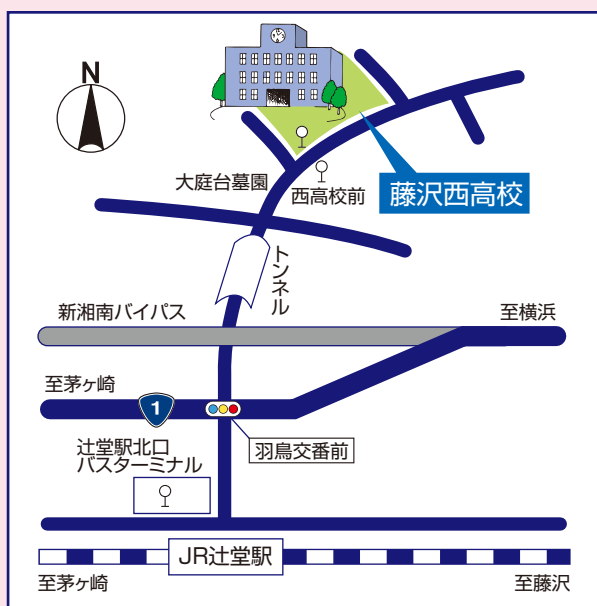 N
大庭台墓園
西高校前
藤沢西高校
トンネル
新湘南バイパス
至横浜
至茅ヶ崎
1
辻堂駅北口
バスターミナル
羽鳥交番前
JR辻堂駅
至茅ヶ崎
至藤沢